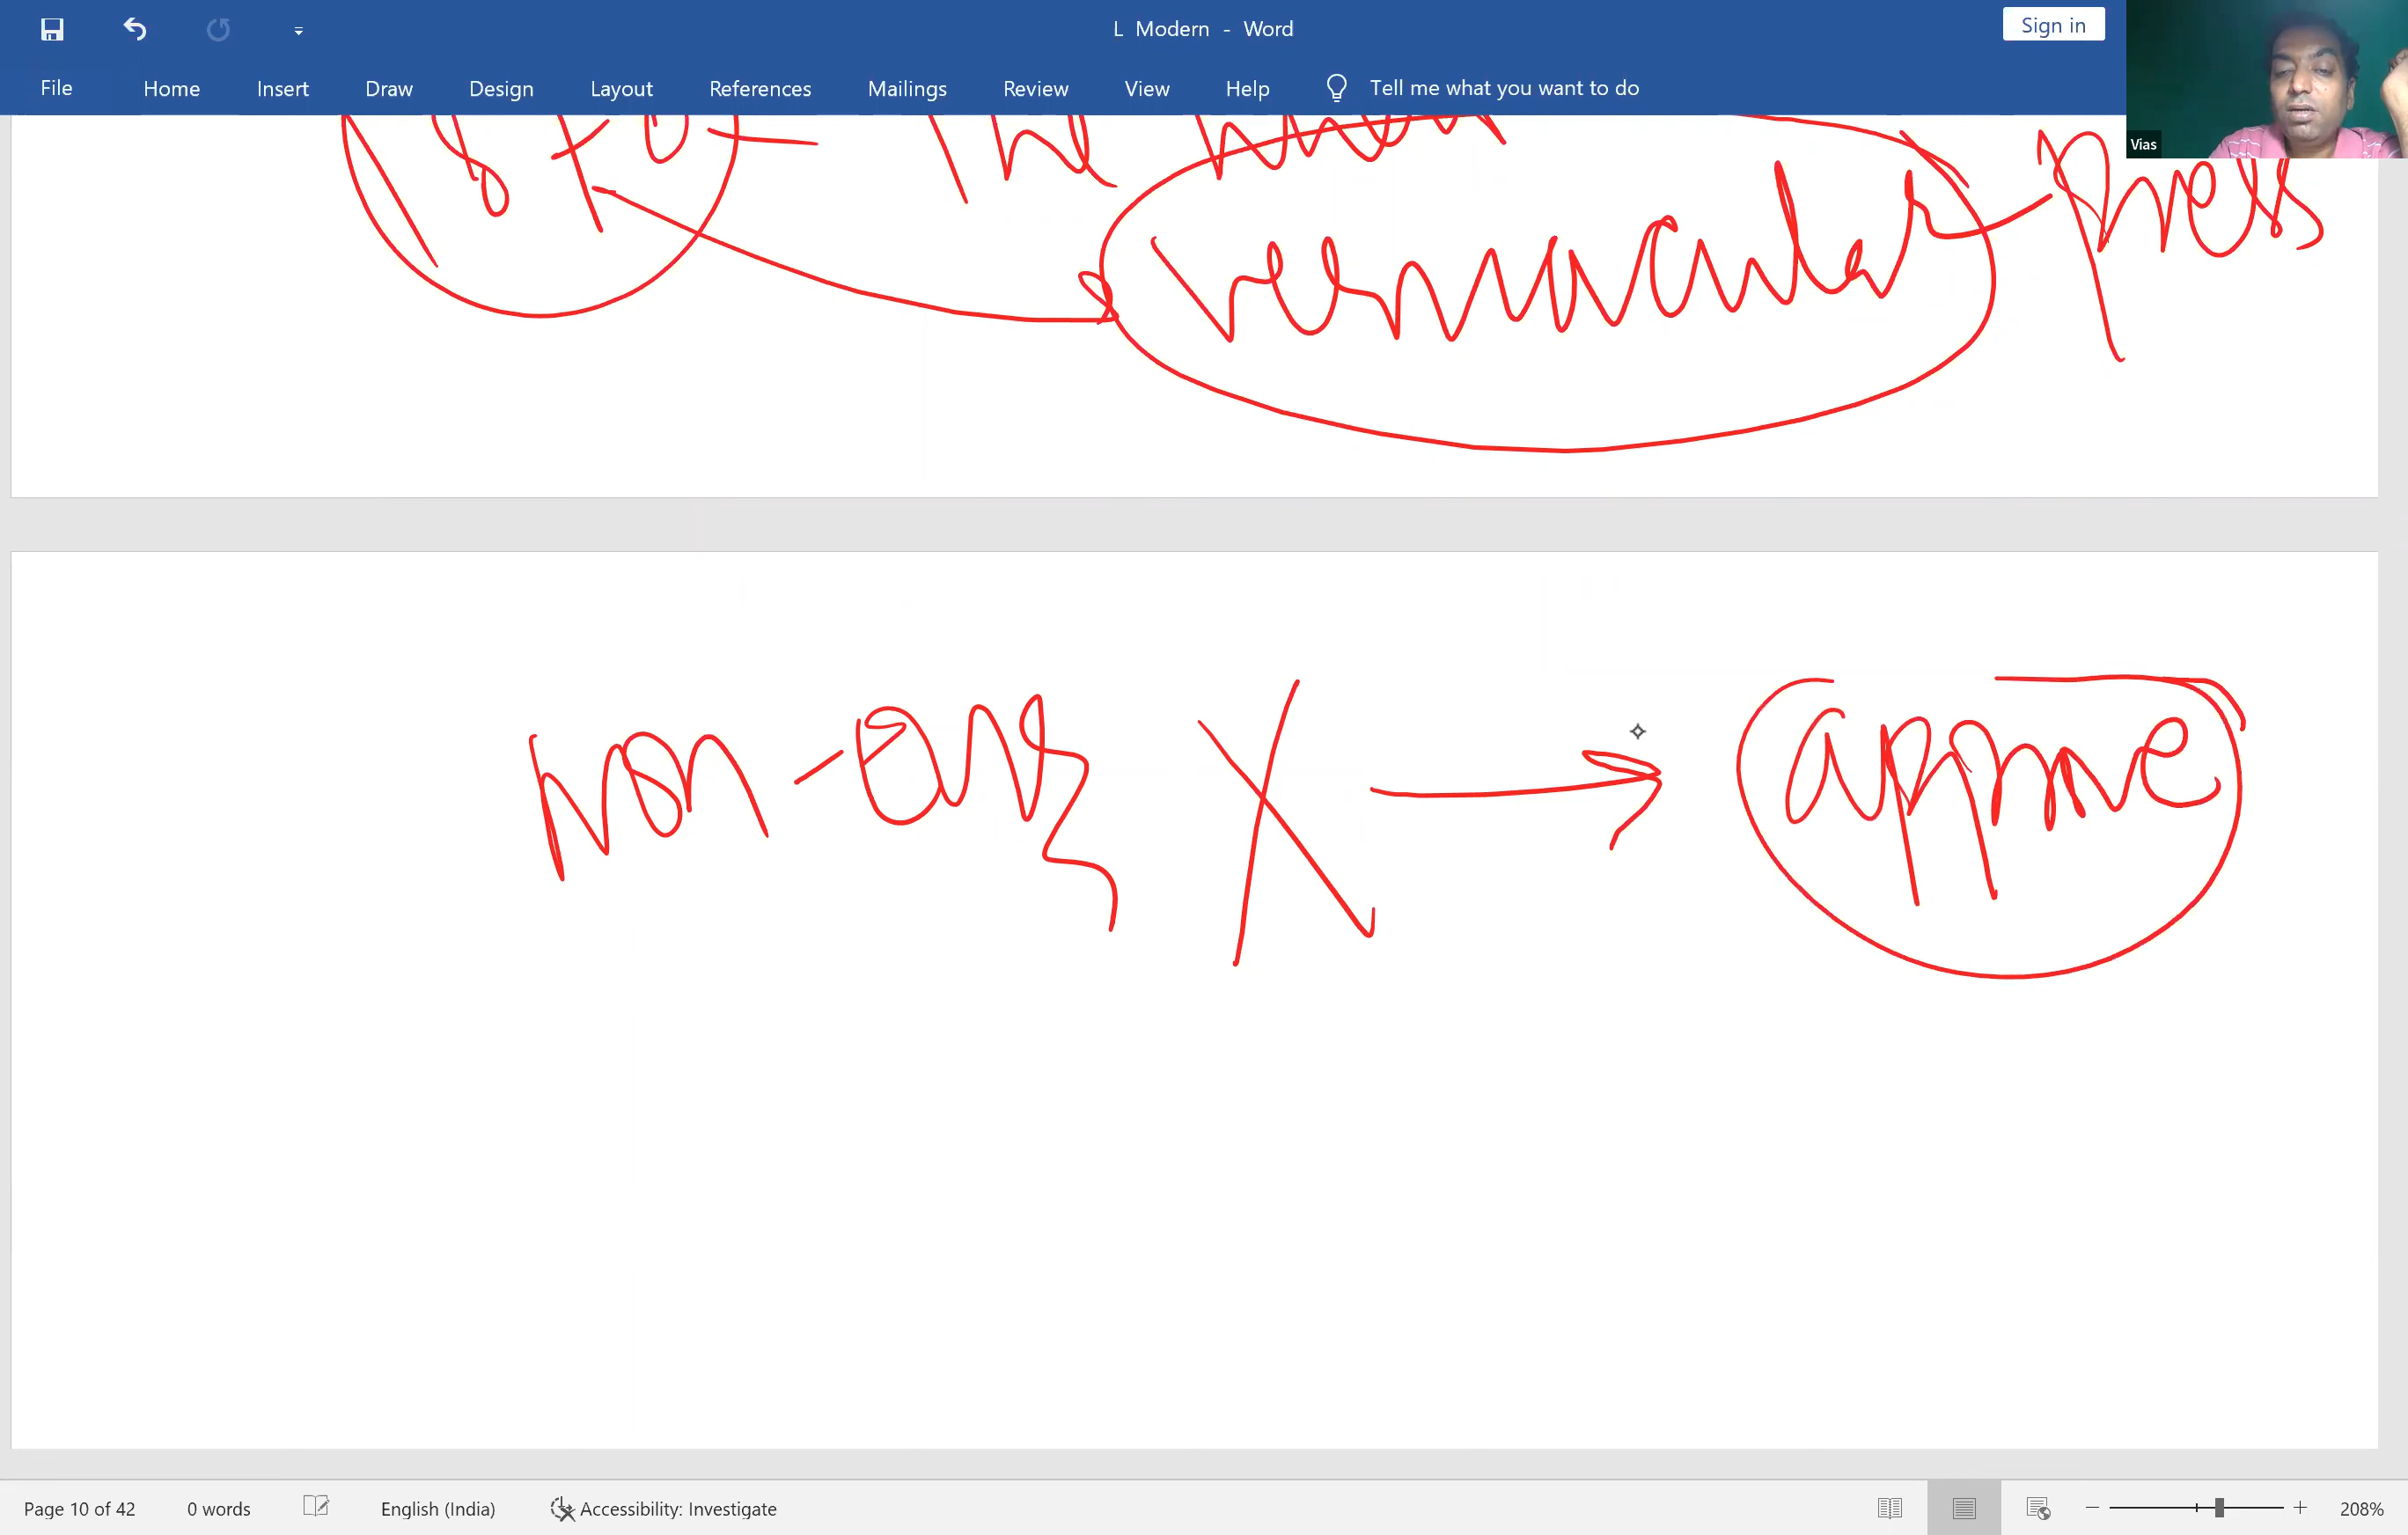 L Modern - Word
Sign in
File Home Insert Draw Design Layout References Mailings Review View Help Tell me what you want to do
Vias
The
vernacular Press
non-Eng X
Page 10 of 42 0 words English (India) Accessibility: Investigate 208%